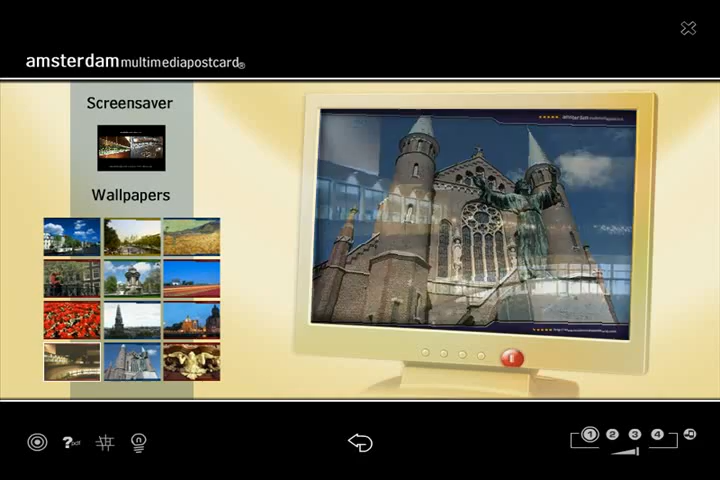 amsterdammultimediapostcard®
Screensaver
Wallpapers
?pdf
n
1 2 3 4